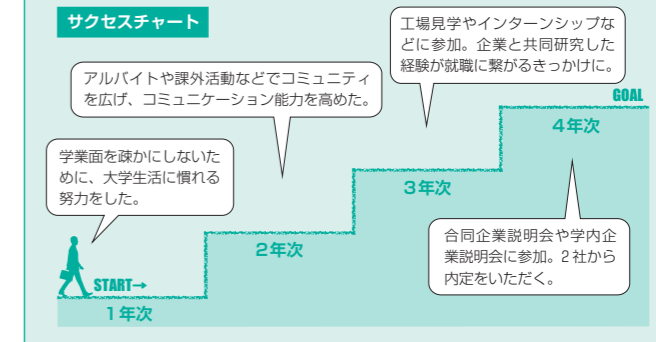 サクセスチャート
学業面を疎かにしないた
めに、大学生活に慣れる
努力をした。
START→
1年次
アルバイトや課外活動などでコミュニティ
を広げ、コミュニケーション能力を高めた。
2年次
工場見学やインターンシップな
どに参加。企業と共同研究した
経験が就職に繋がるきっかけに。
3年次
GOAL
4年次
合同企業説明会や学内企
業説明会に参加。2社から
内定をいただく。